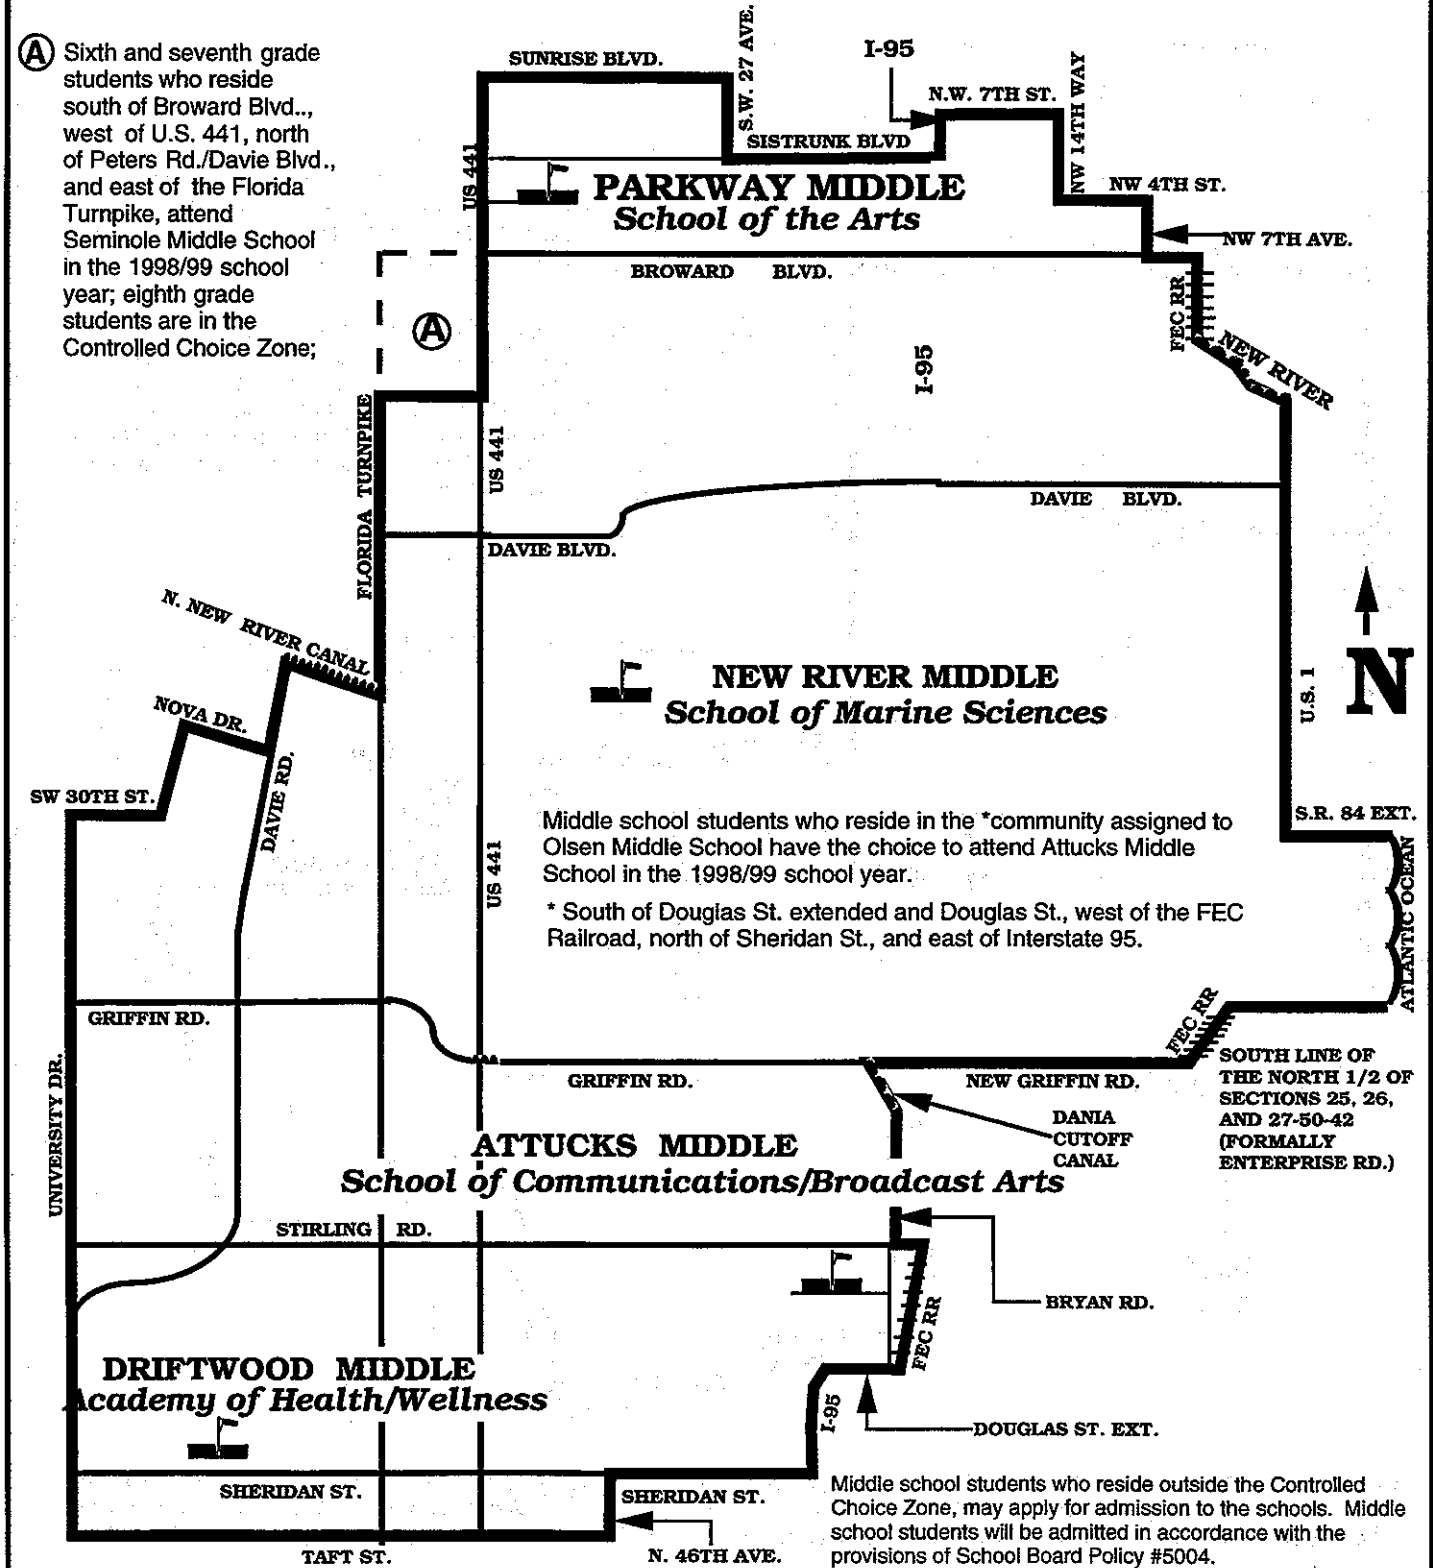 Ⓐ Sixth and seventh grade
students who reside
south of Broward Blvd..,
west of U.S. 441, north
of Peters Rd./Davie Blvd.,
and east of the Florida
Turnpike, attend
Seminole Middle School
in the 1998/99 school
year; eighth grade
students are in the
Controlled Choice Zone;
SUNRISE BLVD.
S.W. 27 AVE.
I-95
N.W. 7TH ST.
NW 14TH WAY
SISTRUNK BLVD
US 441
PARKWAY MIDDLE
School of the Arts
NW 4TH ST.
NW 7TH AVE.
BROWARD BLVD.
FEC RR
NEW RIVER
Ⓐ
I-95
FLORIDA TURNPIKE
US 441
DAVIE BLVD.
DAVIE BLVD.
N. NEW RIVER CANAL
NOVA DR.
SW 30TH ST.
DAVIE RD.
NEW RIVER MIDDLE
School of Marine Sciences
U.S. 1
N
S.R. 84 EXT.
Middle school students who reside in the *community assigned to
Olsen Middle School have the choice to attend Attucks Middle
School in the 1998/99 school year.
* South of Douglas St. extended and Douglas St., west of the FEC
Railroad, north of Sheridan St., and east of Interstate 95.
US 441
ATLANTIC OCEAN
GRIFFIN RD.
UNIVERSITY DR.
GRIFFIN RD.
NEW GRIFFIN RD.
FEC RR
SOUTH LINE OF
THE NORTH 1/2 OF
SECTIONS 25, 26,
AND 27-50-42
(FORMALLY
ENTERPRISE RD.)
DANIA
CUTOFF
CANAL
ATTUCKS MIDDLE
School of Communications/Broadcast Arts
STIRLING RD.
BRYAN RD.
FEC RR
DRIFTWOOD MIDDLE
Academy of Health/Wellness
I-95
DOUGLAS ST. EXT.
SHERIDAN ST.
SHERIDAN ST.
TAFT ST.
N. 46TH AVE.
Middle school students who reside outside the Controlled
Choice Zone, may apply for admission to the schools. Middle
school students will be admitted in accordance with the
provisions of School Board Policy #5004.